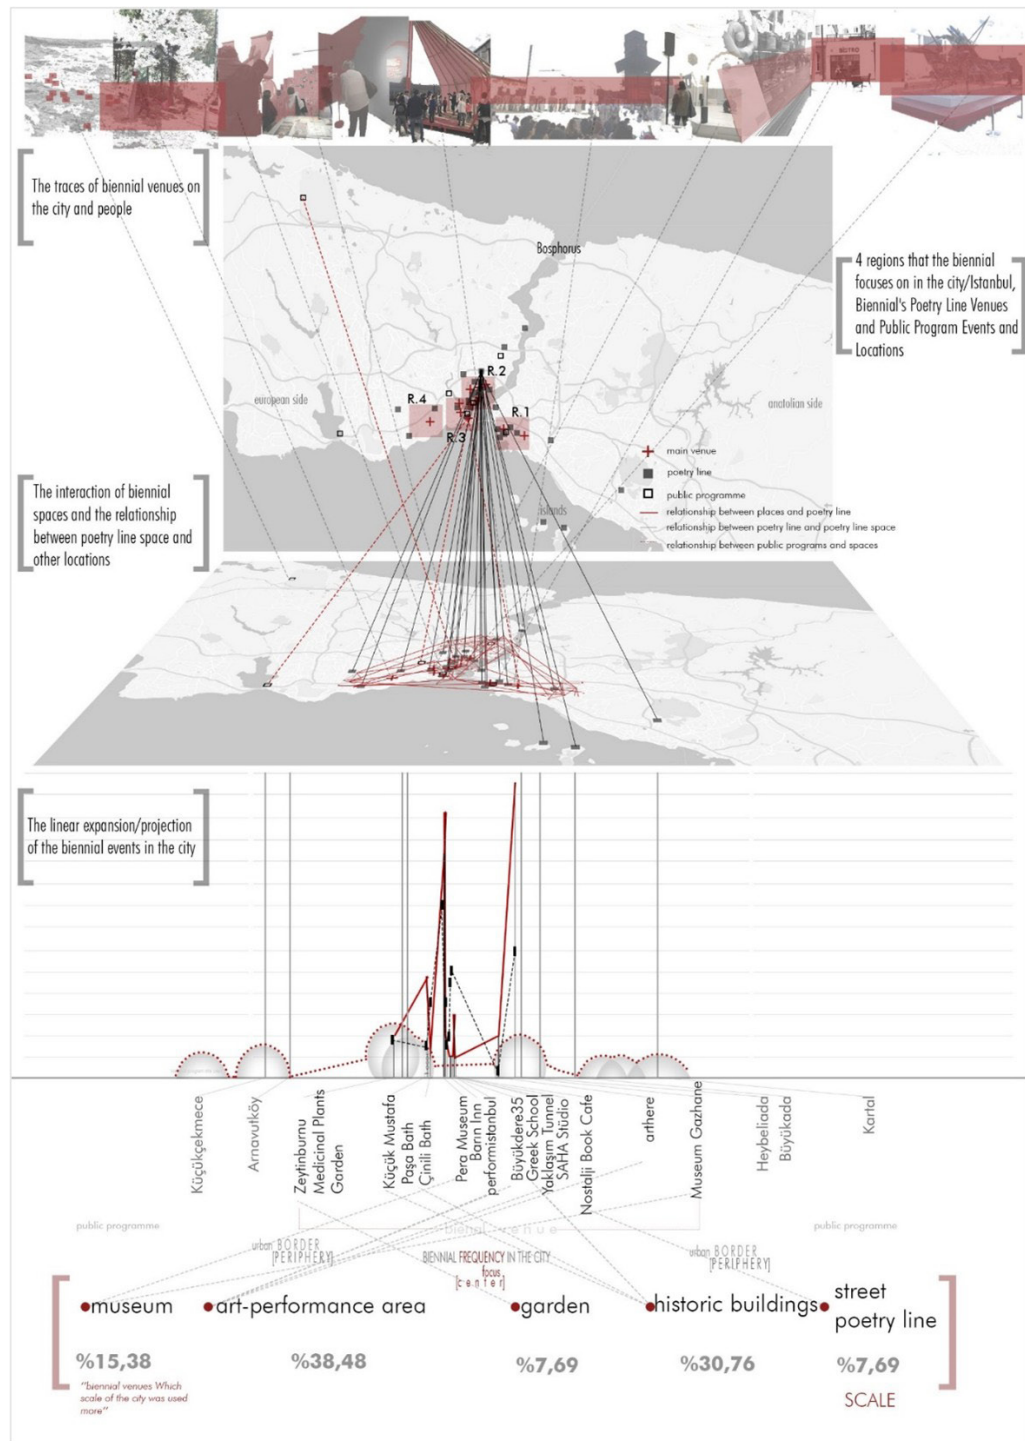 BISTRO
The traces of biennial venues on
the city and people
Bosphorus
4 regions that the biennial
focuses on in the city/Istanbul,
Biennial's Poetry Line Venues
and Public Program Events and
Locations
R.2
european side
R.4
R.1
anatolian side
R.3
main venue
poetry line
public programme
islands
relationship between places and poetry line
relationship between poetry line and poetry line space
relationship between public programs and spaces
The interaction of biennial
spaces and the relationship
between poetry line space and
other locations
The linear expansion/projection
of the biennial events in the city
Küçükçekmece
Arnavutköy
Zeytinburnu
Medicinal Plants
Garden
Küçük Mustafa
Paşa Bath
Çinili Bath
Pera Museum
Barın Inn
performistanbul
Büyükdere35
Greek School
Yaklaşım Tunnel
SAHA Stüdio
Nostalji Book Cafe
arthere
Museum Gazhane
Heybeliada
Büyükada
Kartal
public programme
bienal venue
public programme
urban BORDER
[PERIPHERY]
BIENNIAL FREQUENCY IN THE CITY
focus
[center]
urban BORDER
[PERIPHERY]
museum
art-performance area
garden
historic buildings
street
poetry line
%15,38
%38,48
%7,69
%30,76
%7,69
"biennial venues Which
scale of the city was used
more"
SCALE